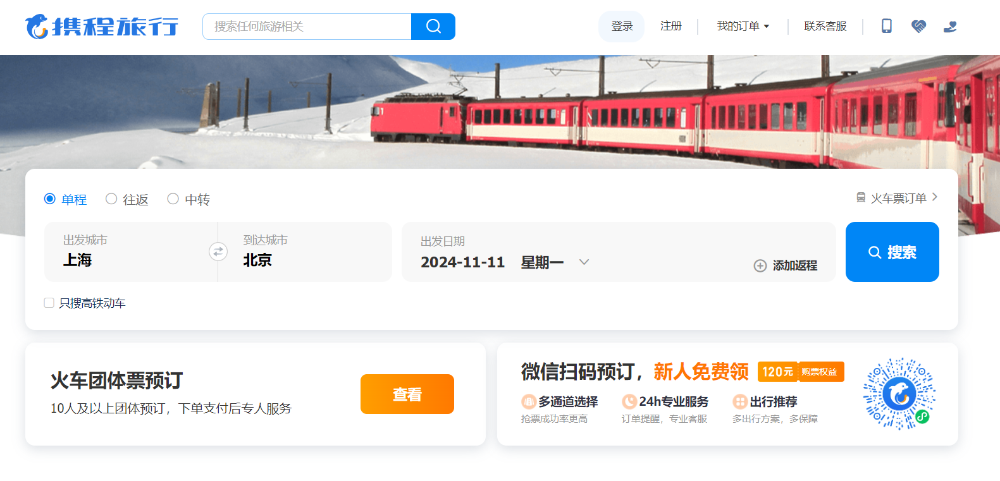 携程旅行
搜索任何旅游相关
登录
注册
我的订单
联系客服
单程
往返
中转
火车票订单
出发城市
上海
到达城市
北京
出发日期
2024-11-11 星期一
添加返程
搜索
只搜高铁动车
火车团体票预订
10人及以上团体预订，下单支付后专人服务
查看
微信扫码预订，新人免费领
120元 购票权益
多通道选择
抢票成功率更高
24h专业服务
订单提醒，专业客服
出行推荐
多出行方案，多保障